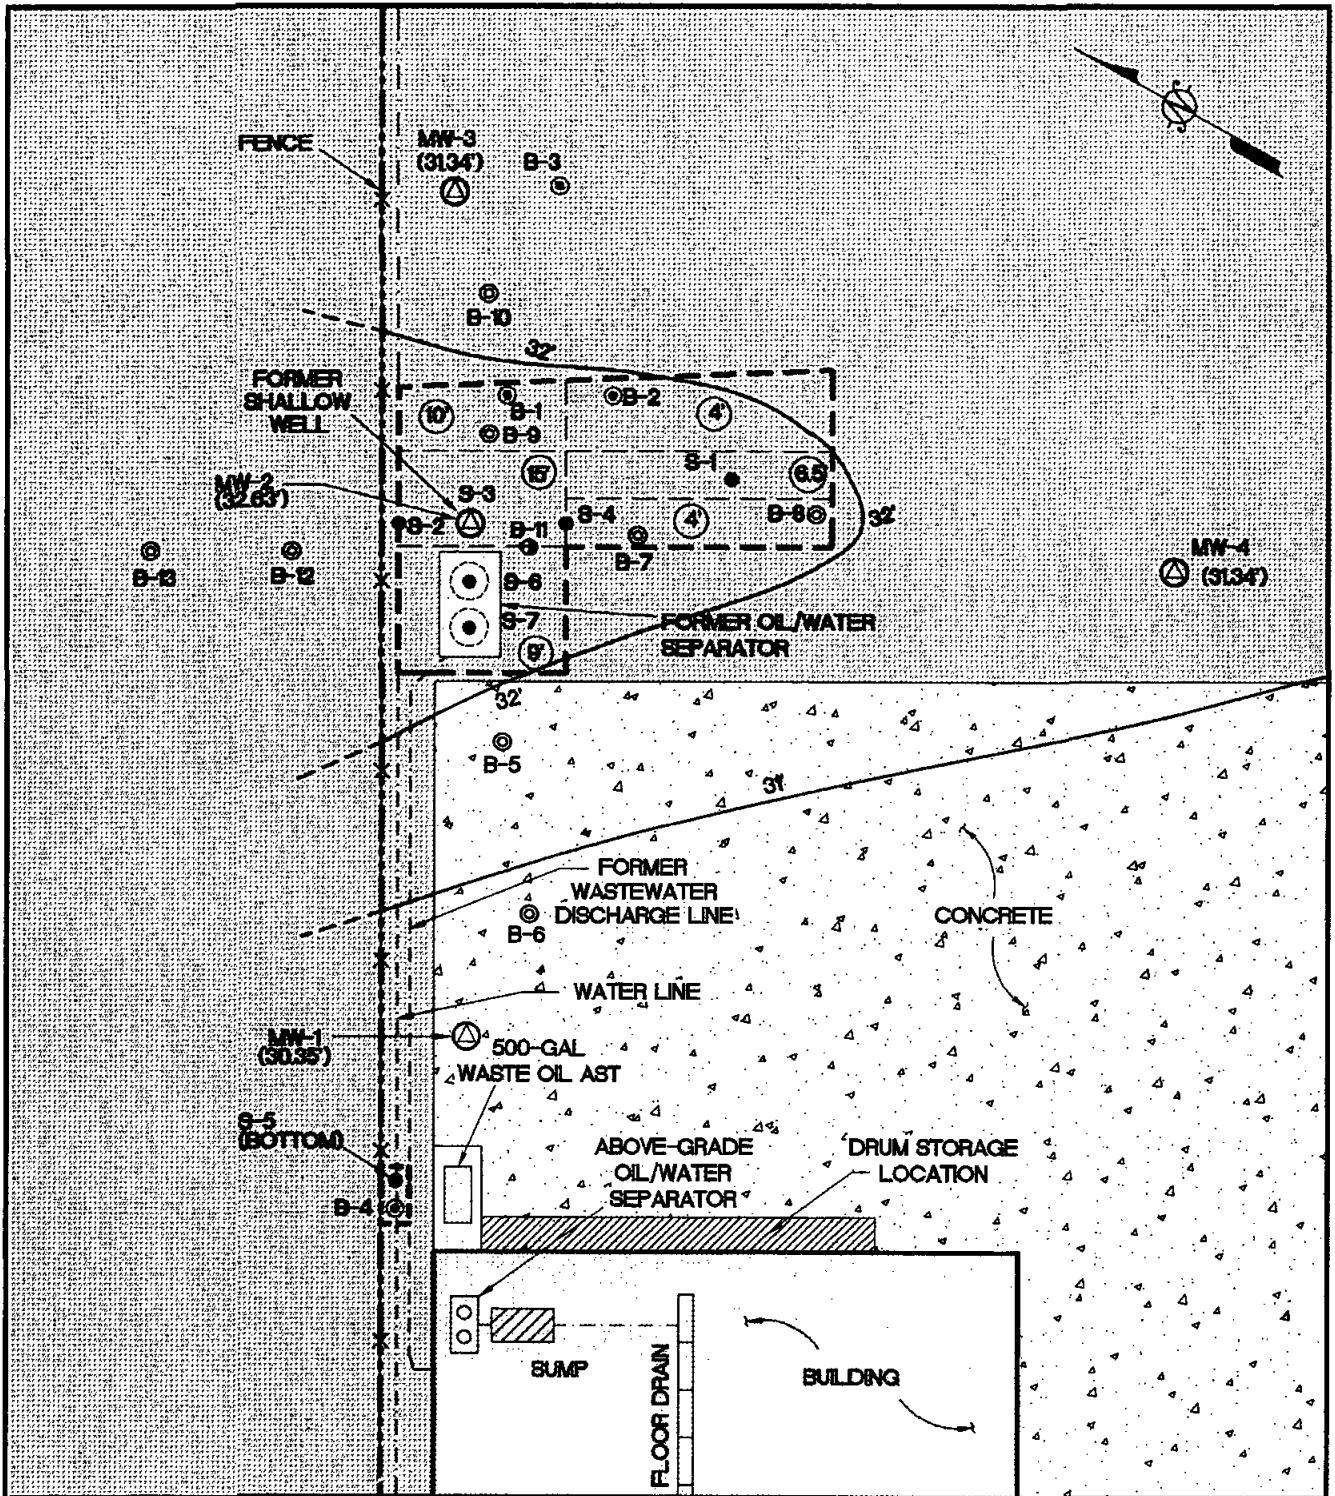 FENCE
MW-3
(31.34')
B-3
B-10
32'
FORMER
SHALLOW
WELL
10'
B-1
B-2
4'
B-9
15'
S-1
6.5'
MW-2
(32.63')
S-3
S-2
S-4
4'
B-8
32'
B-11
B-7
B-13
B-12
MW-4
(31.34')
S-6
S-7
FORMER OIL/WATER
SEPARATOR
9'
32'
B-5
31'
FORMER
WASTEWATER
DISCHARGE LINE
B-6
CONCRETE
WATER LINE
MW-1
(30.35')
500-GAL
WASTE OIL AST
S-5
(BOTTOM)
ABOVE-GRADE
OIL/WATER
SEPARATOR
DRUM STORAGE
LOCATION
B-4
SUMP
FLOOR DRAIN
BUILDING